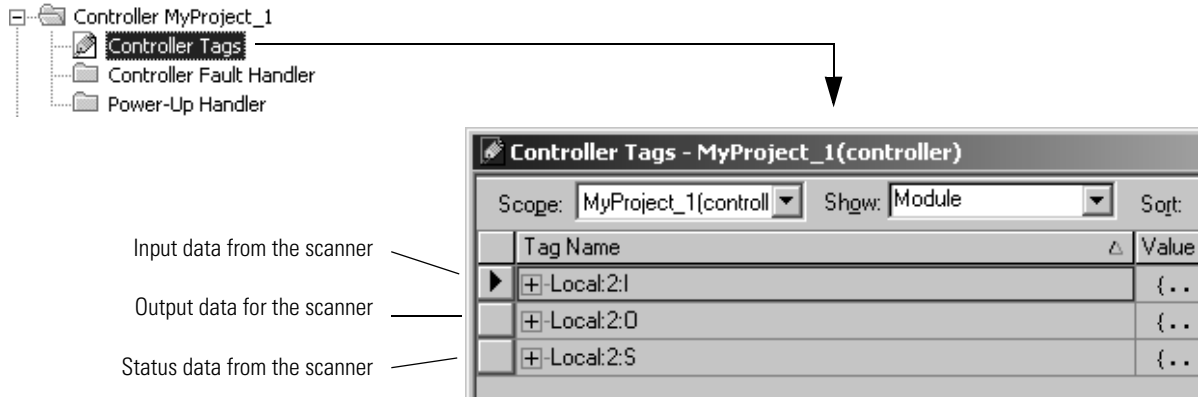 Controller MyProject_1
Controller Tags
Controller Fault Handler
Power-Up Handler
Controller Tags - MyProject_1(controller)
Scope: MyProject_1(controll Show: Module Sort:
Tag Name Value
Input data from the scanner
Local:2:I {..
Output data for the scanner
Local:2:O {..
Status data from the scanner
Local:2:S {..